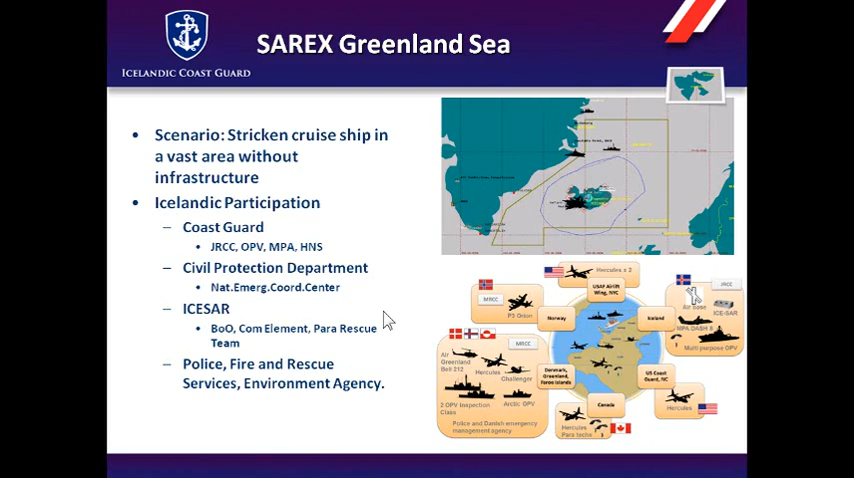 ICELANDIC COAST GUARD
SAREX Greenland Sea
• Scenario: Stricken cruise ship in
a vast area without
infrastructure
• Icelandic Participation
– Coast Guard
• JRCC, OPV, MPA, HNS
– Civil Protection Department
• Nat.Emerg.Coord.Center
– ICESAR
• BoO, Com Element, Para Rescue
Team
– Police, Fire and Rescue
Services, Environment Agency.
Hercules x 2
USAF Airlift
Wing, NYC
MRCC
P3 Orion
Norway
Iceland
JRCC
Air base
ICE-SAR
MPA DASH 8
Multi purpose OPV
MRCC
Air
Greenland
Bell 212
Hercules
Challenger
2 OPV Inspection
Class
Arctic OPV
Police and Danish emergency
management agency
Denmark,
Greenland,
Faroe Islands
US Coast
Guard, NC
Hercules
Canada
Hercules
Para techs